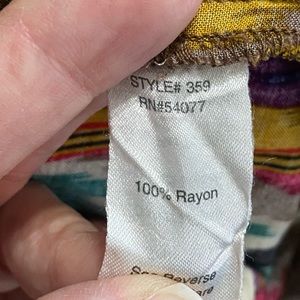 STYLE# 359
RN#54077
100% Rayon
See Reverse